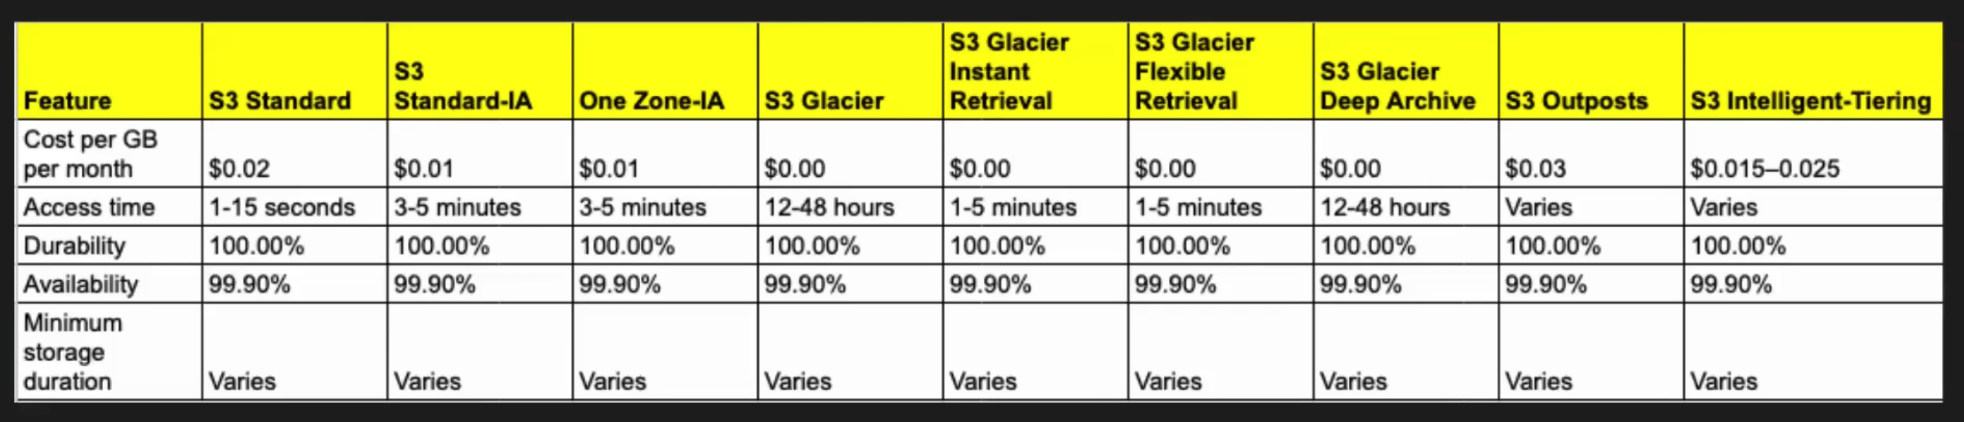 Feature S3 Standard S3 Standard-IA One Zone-IA S3 Glacier S3 Glacier Instant Retrieval S3 Glacier Flexible Retrieval S3 Glacier Deep Archive S3 Outposts S3 Intelligent-Tiering
Cost per GB per month $0.02 $0.01 $0.01 $0.00 $0.00 $0.00 $0.00 $0.03 $0.015–0.025
Access time 1-15 seconds 3-5 minutes 3-5 minutes 12-48 hours 1-5 minutes 1-5 minutes 12-48 hours Varies Varies
Durability 100.00% 100.00% 100.00% 100.00% 100.00% 100.00% 100.00% 100.00% 100.00%
Availability 99.90% 99.90% 99.90% 99.90% 99.90% 99.90% 99.90% 99.90% 99.90%
Minimum storage duration Varies Varies Varies Varies Varies Varies Varies Varies Varies